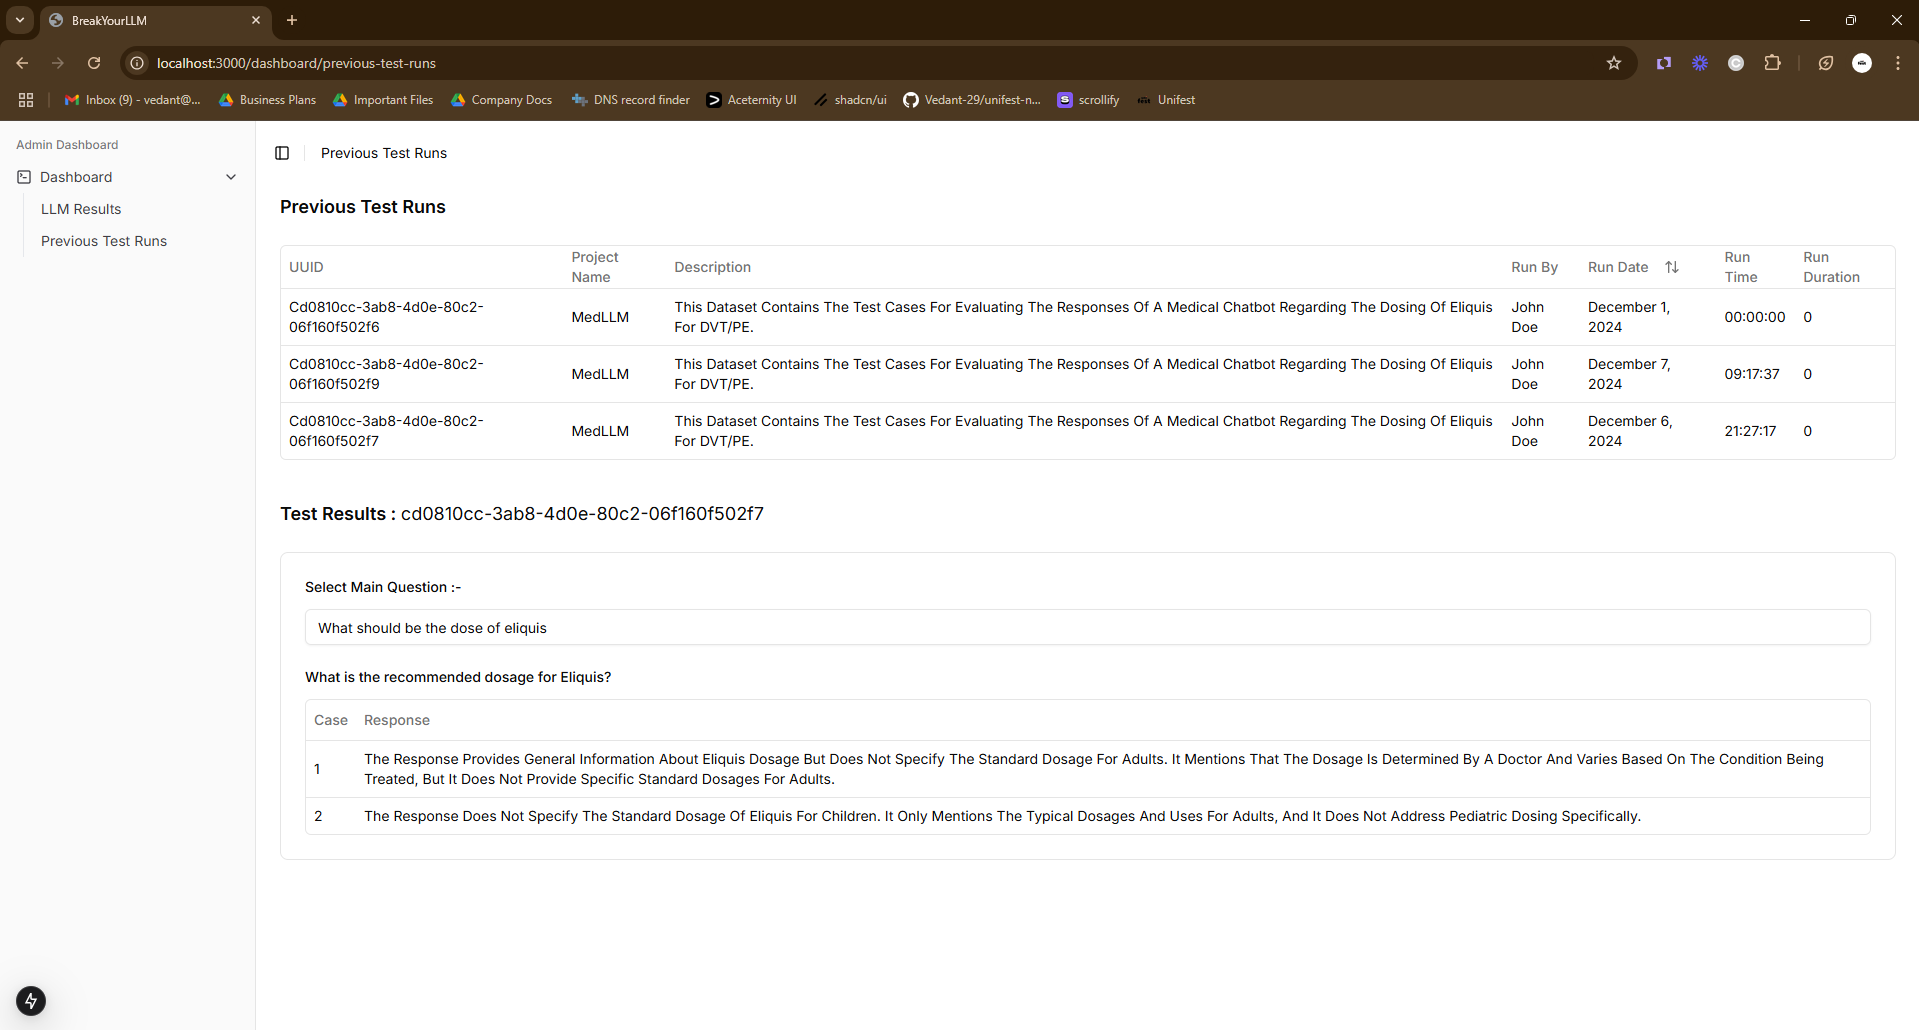 BreakYourLLM
localhost:3000/dashboard/previous-test-runs
Inbox (9) - vedant@... Business Plans Important Files Company Docs DNS record finder Aceternity UI shadcn/ui Vedant-29/unifest-n... S scrollify Unifest
Admin Dashboard
Dashboard
LLM Results
Previous Test Runs
Previous Test Runs
Previous Test Runs
UUID Project Name Description Run By Run Date Run Time Run Duration
Cd0810cc-3ab8-4d0e-80c2- MedLLM This Dataset Contains The Test Cases For Evaluating The Responses Of A Medical Chatbot Regarding The Dosing Of Eliquis John December 1, 00:00:00 0
06f160f502f6 For DVT/PE. Doe 2024
Cd0810cc-3ab8-4d0e-80c2- MedLLM This Dataset Contains The Test Cases For Evaluating The Responses Of A Medical Chatbot Regarding The Dosing Of Eliquis John December 7, 09:17:37 0
06f160f502f9 For DVT/PE. Doe 2024
Cd0810cc-3ab8-4d0e-80c2- MedLLM This Dataset Contains The Test Cases For Evaluating The Responses Of A Medical Chatbot Regarding The Dosing Of Eliquis John December 6, 21:27:17 0
06f160f502f7 For DVT/PE. Doe 2024
Test Results : cd0810cc-3ab8-4d0e-80c2-06f160f502f7
Select Main Question :-
What should be the dose of eliquis
What is the recommended dosage for Eliquis?
Case Response
1 The Response Provides General Information About Eliquis Dosage But Does Not Specify The Standard Dosage For Adults. It Mentions That The Dosage Is Determined By A Doctor And Varies Based On The Condition Being
Treated, But It Does Not Provide Specific Standard Dosages For Adults.
2 The Response Does Not Specify The Standard Dosage Of Eliquis For Children. It Only Mentions The Typical Dosages And Uses For Adults, And It Does Not Address Pediatric Dosing Specifically.